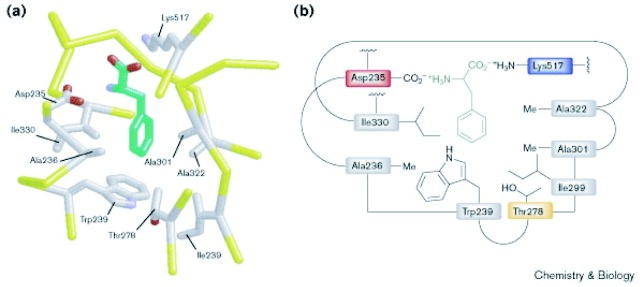 (a)
Lys517
Asp235
Ile330
Ala236
Ala301
Ala322
Trp239
Thr278
Ile239
(b)
Asp235
CO₂⁻
⁺H₃N
CO₂⁻
⁺H₃N
Lys517
Ile330
Me
Ala322
Me
Ala301
Ala236
Me
N
H
Ile299
HO
Trp239
Thr278
Chemistry & Biology